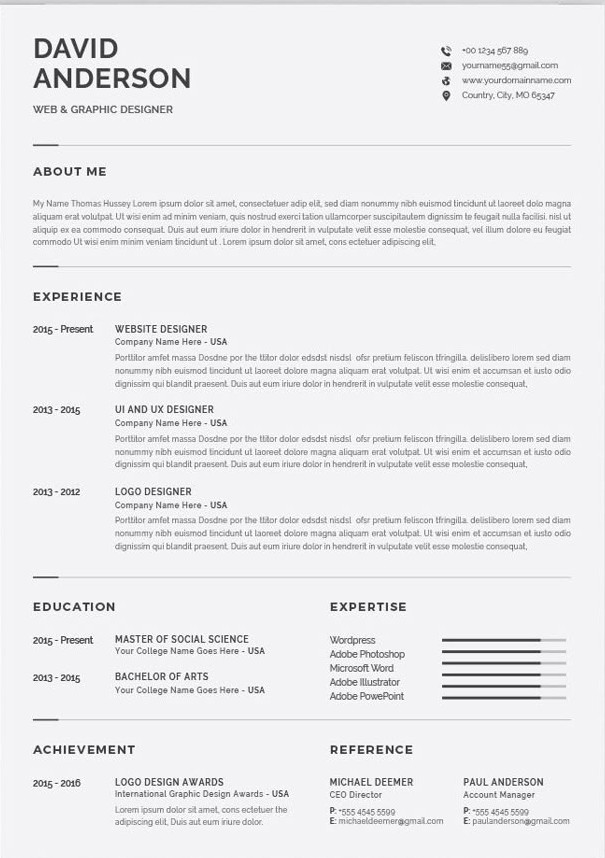 DAVID
ANDERSON
WEB & GRAPHIC DESIGNER
+00 1234 567 889
yourname55@gmail.com
www.yourdomainname.com
Country, City, MO 65347
ABOUT ME
My Name Thomas Hussey Lorem ipsum dolor sit amet, consectetuer adip elit, sed diam nonummy nibh euismod tincidunt ut laoreet dolo magna
aliquam erat volutpat. Ut wisi enim ad minim veniam, quis nostrud exerci tation ullamcorper suscipitautem dignissim te feugait nulla facilisi. nisl ut
aliquip ex ea commodo consequat. Duis aut eum iriure dolor in hendrerit in vulputate velit esse molestie consequat, vel illum dolore eu feugiat
commodo Ut wisi enim minim veniam tincidunt ut . Lorem ipsum dolor sit amet, cons ectetuer adipiscing elit,
EXPERIENCE
2015 - Present
WEBSITE DESIGNER
Company Name Here - USA
Porttitor amfet massa Dosdne por the ttitor dolor edsdst nisdsl ofsr pretium feliscon tfringilla. delislibero lorem sed diam
nonummy nibh euismod tincidunt ut laoreet dolore magna aliquam erat volutpat. Ut wisi enim et accumsan et iusto odio
dignissim qui blandit praesent. Duis aut eum iriure dolor in hendrerit in vulputate velit esse molestie consequat,
2013 - 2015
UI AND UX DESIGNER
Company Name Here - USA
Porttitor amfet massa Dosdne por the ttitor dolor edsdst nisdsl ofsr pretium feliscon tfringilla. delislibero lorem sed diam
nonummy nibh euismod tincidunt ut laoreet dolore magna aliquam erat volutpat. Ut wisi enim et accumsan et iusto odio
dignissim qui blandit praesent. Duis aut eum iriure dolor in hendrerit in vulputate velit esse molestie consequat,
2013 - 2012
LOGO DESIGNER
Company Name Here - USA
Porttitor amfet massa Dosdne por the ttitor dolor edsdst nisdsl ofsr pretium feliscon tfringilla. delislibero lorem sed diam
nonummy nibh euismod tincidunt ut laoreet dolore magna aliquam erat volutpat. Ut wisi enim et accumsan et iusto odio
dignissim qui blandit praesent. Duis aut eum iriure dolor in hendrerit in vulputate velit esse molestie consequat,
EDUCATION
2015 - Present
MASTER OF SOCIAL SCIENCE
Your College Name Goes Here - USA
2013 - 2015
BACHELOR OF ARTS
Your College Name Goes Here - USA
EXPERTISE
Wordpress
Adobe Photoshop
Microsoft Word
Adobe Illustrator
Adobe PowePoint
ACHIEVEMENT
2015 - 2016
LOGO DESIGN AWARDS
International Graphic Design Awards - USA
Lorem ipsum dolor sit amet, cons ectetuer the
adipiscing elit, Duis aut eum iriure dolor.
REFERENCE
MICHAEL DEEMER
CEO Director
P: +555 4545 5599
E: michaeldeemer@gmail.com
PAUL ANDERSON
Account Manager
P: +555 4545 5599
E: paulanderson@gmail.com